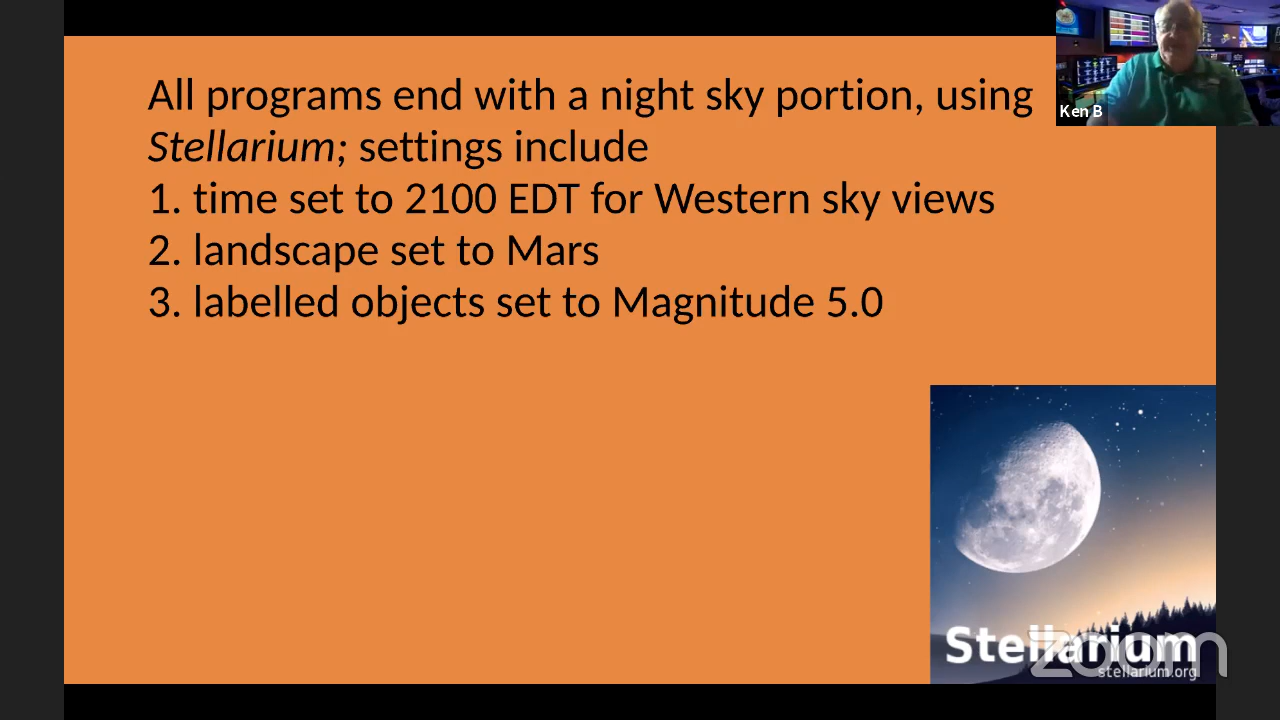 All programs end with a night sky portion, using
Stellarium; settings include
1. time set to 2100 EDT for Western sky views
2. landscape set to Mars
3. labelled objects set to Magnitude 5.0
Ken B
Stellarium
zoom
stellarium.org